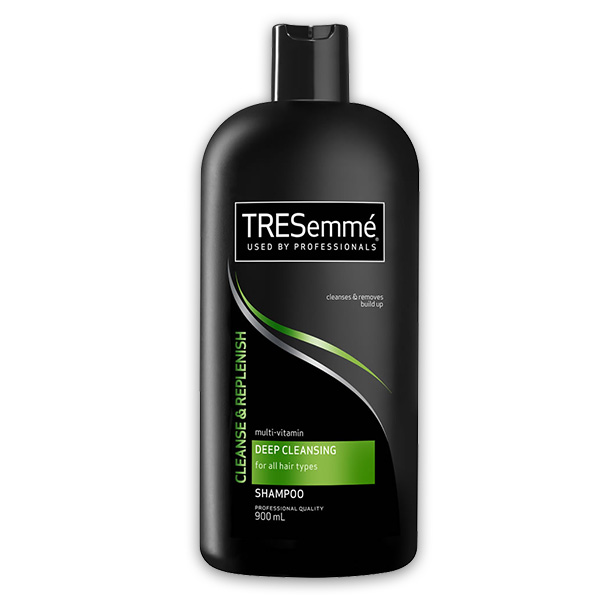 TRESemmé®
USED BY PROFESSIONALS
cleanses & removes
build up
CLEANSE & REPLENISH
multi-vitamin
DEEP CLEANSING
for all hair types
SHAMPOO
PROFESSIONAL QUALITY
900 mL